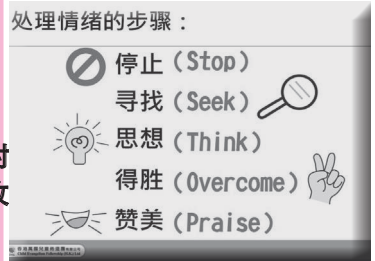 处理情绪的步骤：
停止（Stop）
寻找（Seek）
思想（Think）
得胜（Overcome）
赞美（Praise）